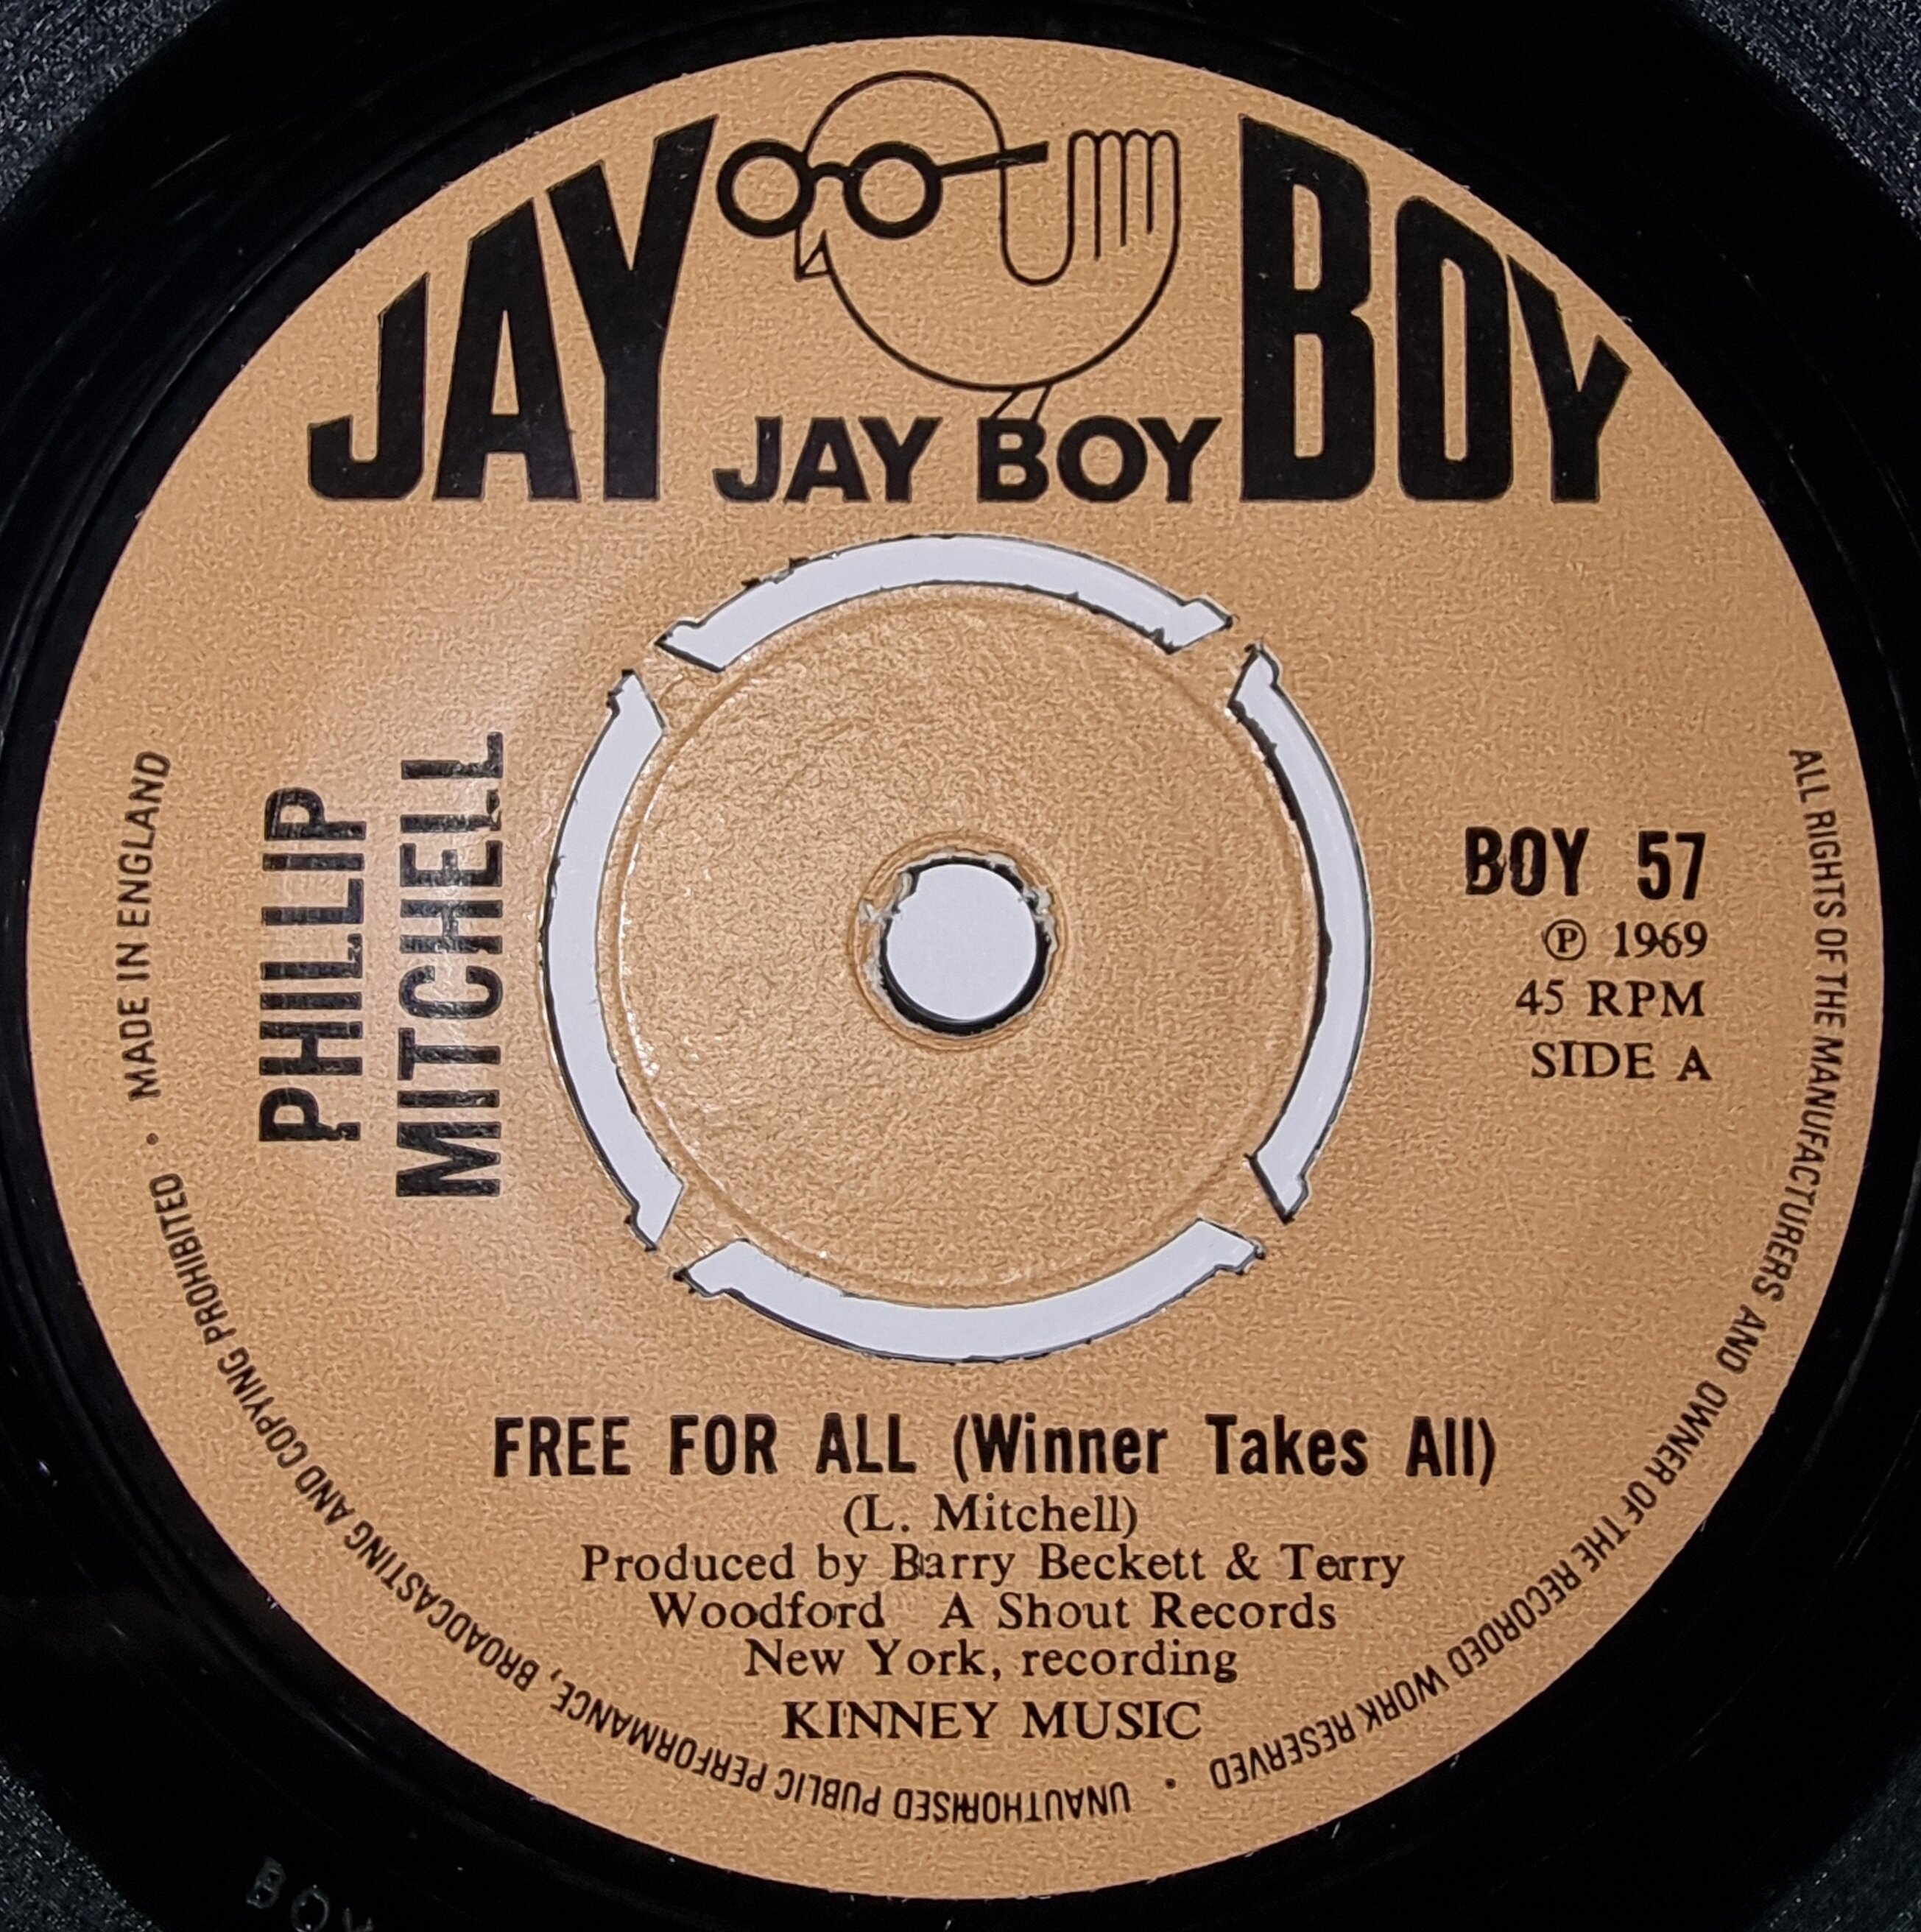 JAY BOY
JAY BOY
PHILLIP
MITCHELL
BOY 57
℗ 1969
45 RPM
SIDE A
FREE FOR ALL (Winner Takes All)
(L. Mitchell)
Produced by Barry Beckett & Terry
Woodford A Shout Records
New York, recording
KINNEY MUSIC
ALL RIGHTS OF THE MANUFACTURERS AND OWNER OF THE RECORDED WORK RESERVED • UNAUTHORISED PUBLIC PERFORMANCE, BROADCASTING AND COPYING PROHIBITED • MADE IN ENGLAND
BOY